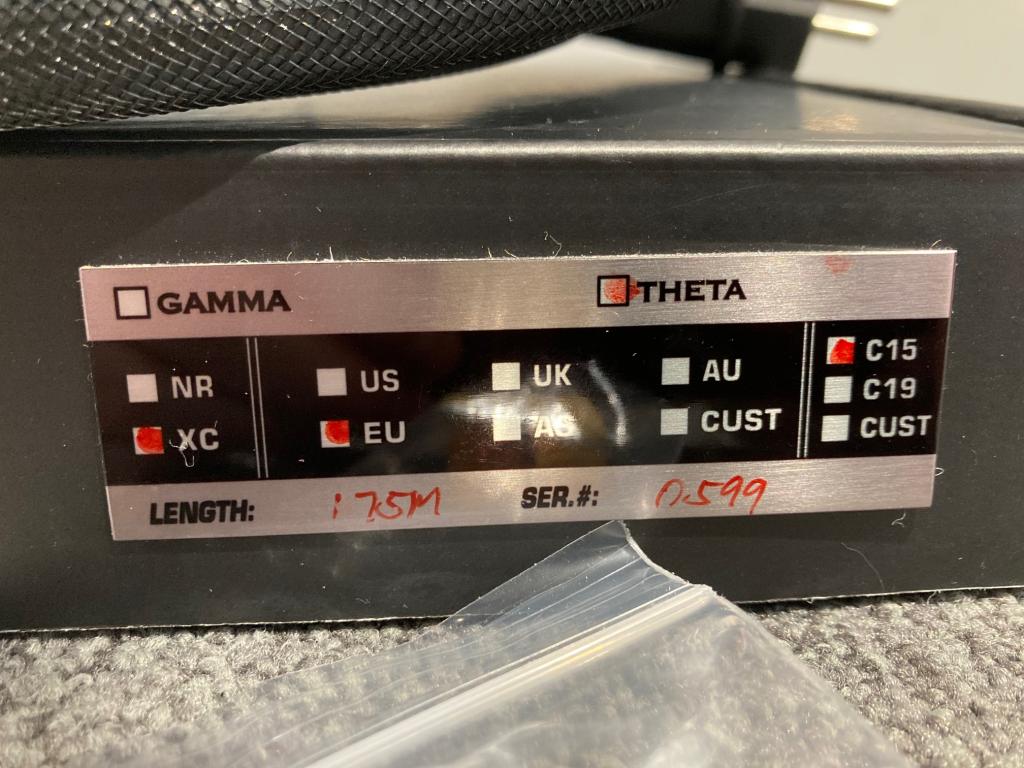 GAMMA THETA
NR US UK AU C15
C19
XC EU AS CUST CUST
LENGTH: 1.75M SER.#: 0599